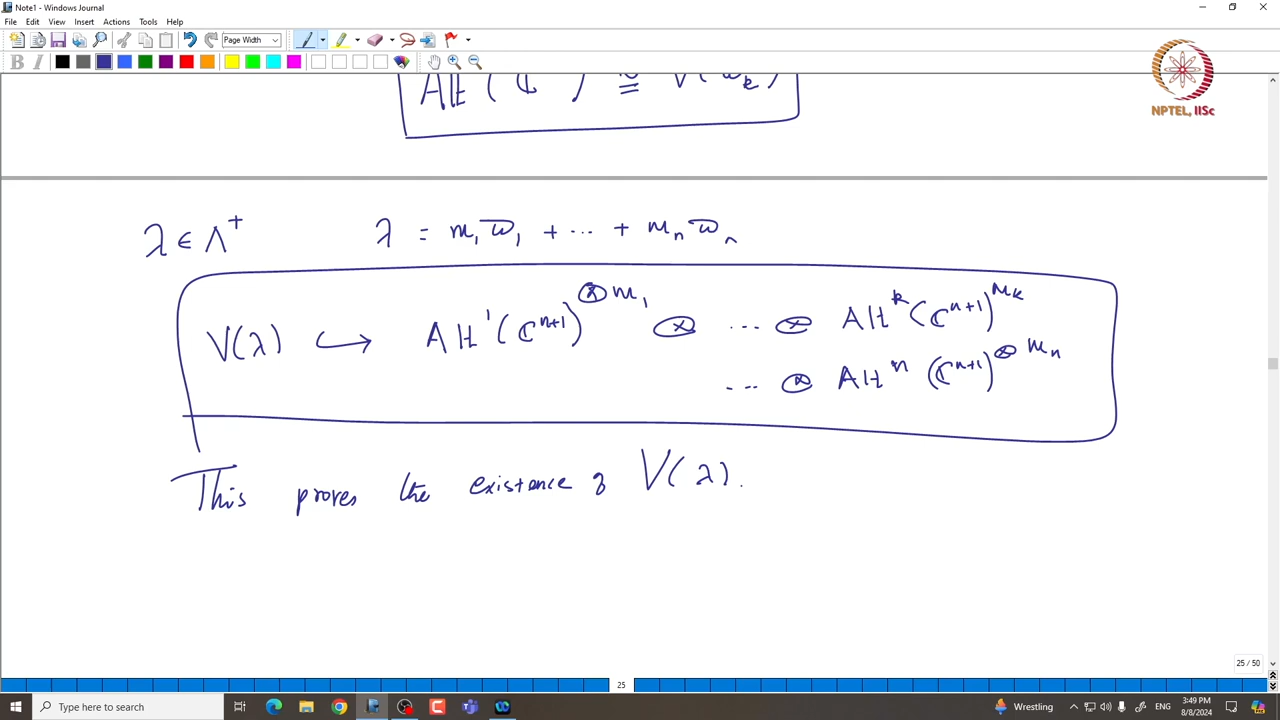 Note1 - Windows Journal
File Edit View Insert Actions Tools Help
Page Width
B I
NPTEL, IISc
Alt ( ℂ ) ≅ V(ϖ_k)
λ ∈ Λ⁺ λ = m₁ϖ₁ + ⋯ + mₙϖₙ
V(λ) ↪ Alt¹(ℂⁿ⁺¹)^{⊗ m₁} ⊗ ⋯ ⊗ Altᵏ(ℂⁿ⁺¹)^{m_k}
⋯ ⊗ Altⁿ(ℂⁿ⁺¹)^{⊗ mₙ}
This proves the existence of V(λ).
25 / 50
25
Type here to search
Wrestling
ENG
3:49 PM
8/8/2024